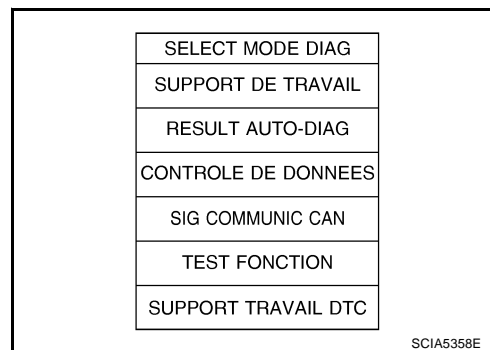 SELECT MODE DIAG
SUPPORT DE TRAVAIL
RESULT AUTO-DIAG
CONTROLE DE DONNEES
SIG COMMUNIC CAN
TEST FONCTION
SUPPORT TRAVAIL DTC
SCIA5358E